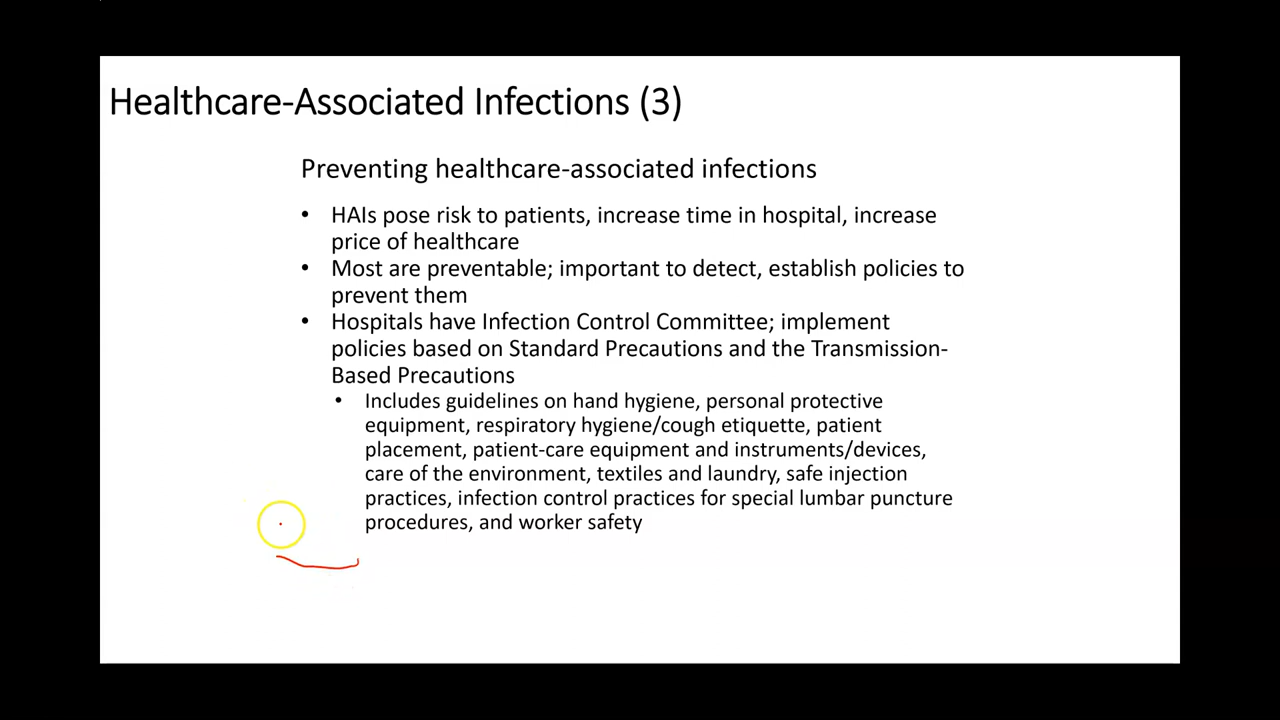 Healthcare-Associated Infections (3)
Preventing healthcare-associated infections
• HAIs pose risk to patients, increase time in hospital, increase
price of healthcare
• Most are preventable; important to detect, establish policies to
prevent them
• Hospitals have Infection Control Committee; implement
policies based on Standard Precautions and the Transmission-
Based Precautions
• Includes guidelines on hand hygiene, personal protective
equipment, respiratory hygiene/cough etiquette, patient
placement, patient-care equipment and instruments/devices,
care of the environment, textiles and laundry, safe injection
practices, infection control practices for special lumbar puncture
procedures, and worker safety